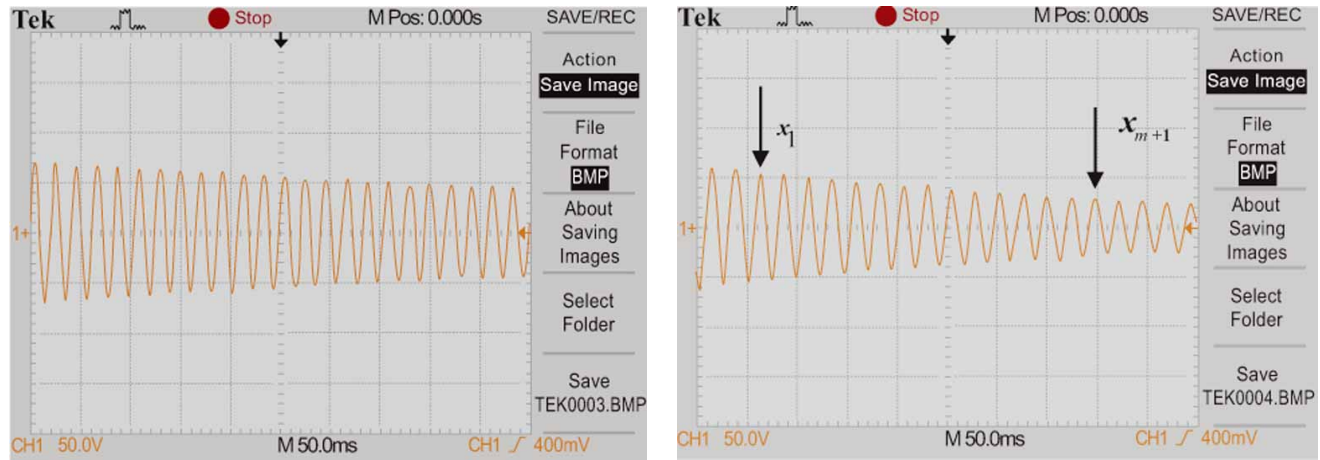 Tek Stop M Pos: 0.000s SAVE/REC
Action
Save Image
File
Format
BMP
About
Saving
Images
Select
Folder
Save
TEK0003.BMP
1+
CH1 50.0V M 50.0ms CH1 400mV
Tek Stop M Pos: 0.000s SAVE/REC
Action
Save Image
x1
xm+1
File
Format
BMP
About
Saving
Images
Select
Folder
Save
TEK0004.BMP
1+
CH1 50.0V M 50.0ms CH1 400mV